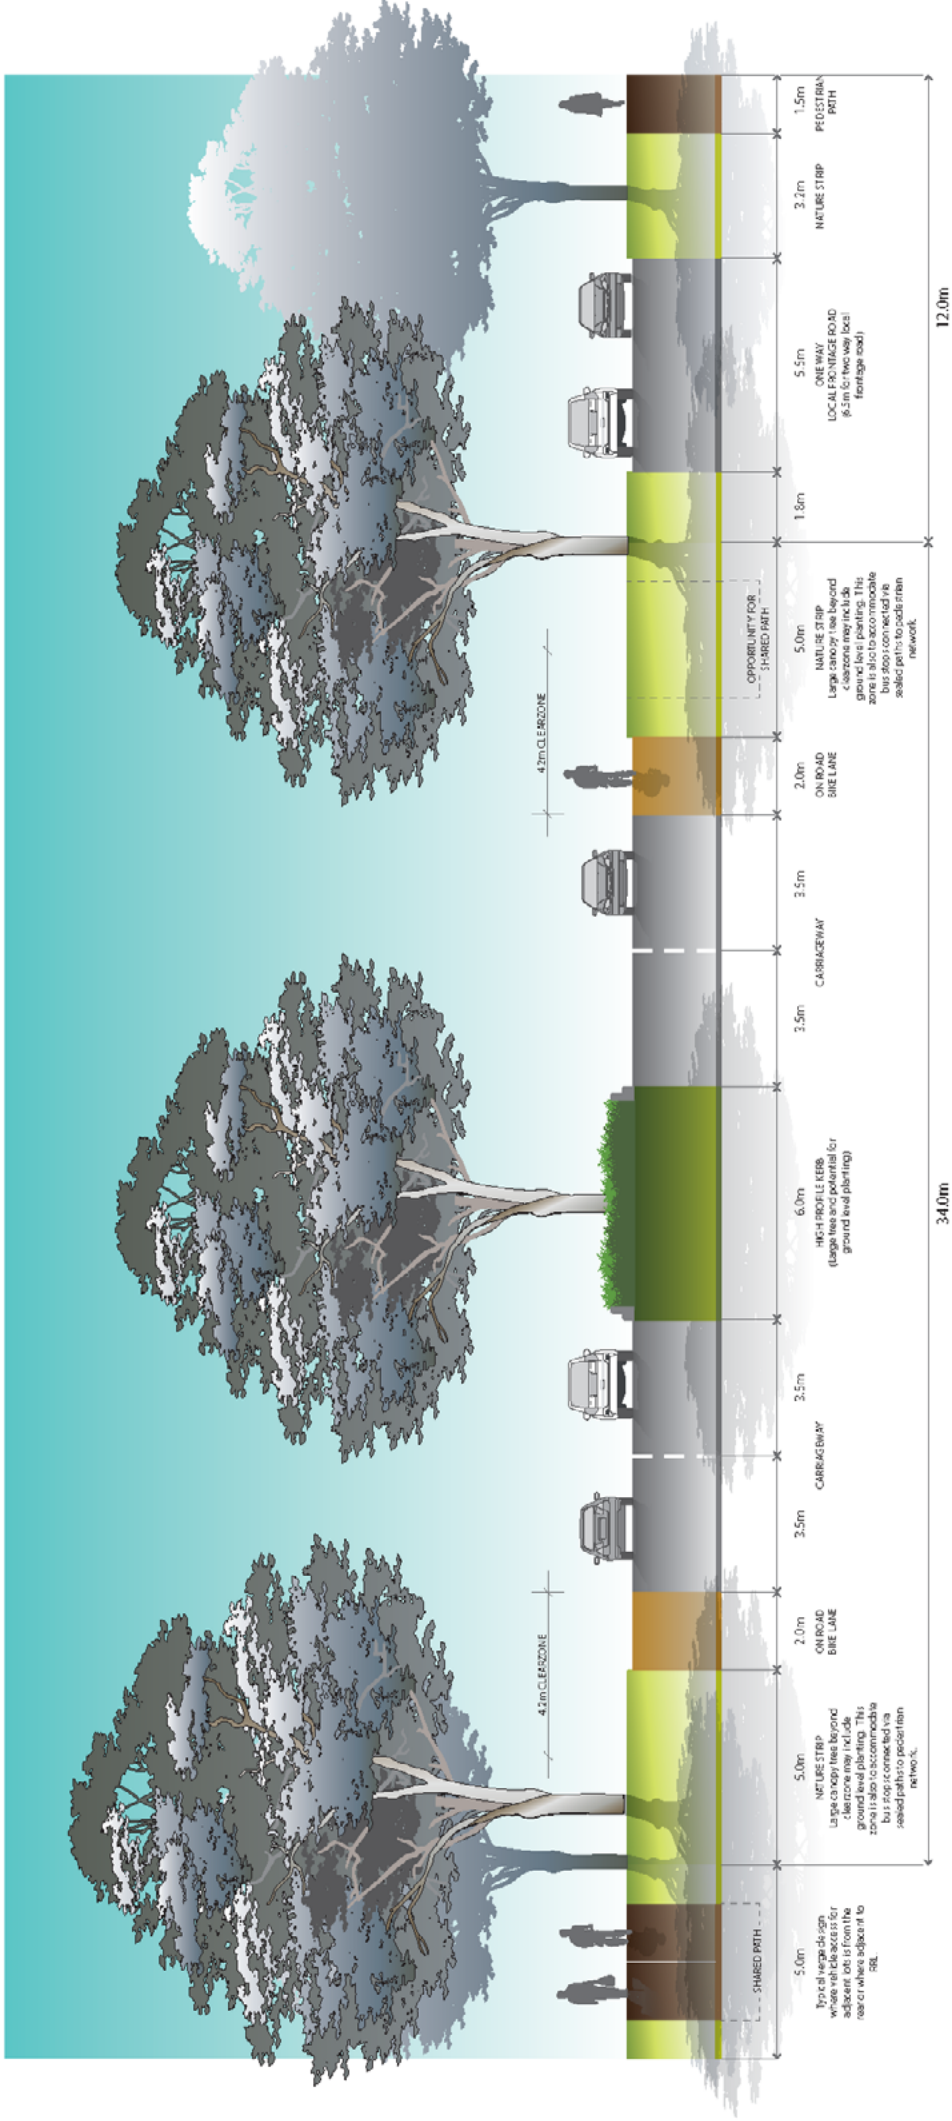 4.2m CLEARZONE
4.2m CLEARZONE
SHARED PATH
OPPORTUNITY FOR
SHARED PATH
5.0m
Typical verge design
where vehicle access for
adjacent lots is from the
rear or where adjacent to
RRL
5.0m
NATURE STRIP
Large canopy tree beyond
clearzone may include
ground level planting. This
zone is also to accommodate
bus stops connected via
sealed paths to pedestrian
network.
2.0m
ON ROAD
BIKE LANE
3.5m
CARRIAGEWAY
3.5m
6.0m
HIGH PROFILE KERB
(Large tree and potential for
ground level planting)
3.5m
CARRIAGEWAY
3.5m
2.0m
ON ROAD
BIKE LANE
5.0m
NATURE STRIP
Large canopy tree beyond
clearzone may include
ground level planting. This
zone is also to accommodate
bus stops connected via
sealed paths to pedestrian
network.
1.8m
5.5m
ONE WAY
LOCAL FRONTAGE ROAD
(6.5m for two way local
frontage road)
3.2m
NATURE STRIP
1.5m
PEDESTRIAN
PATH
34.0m
12.0m